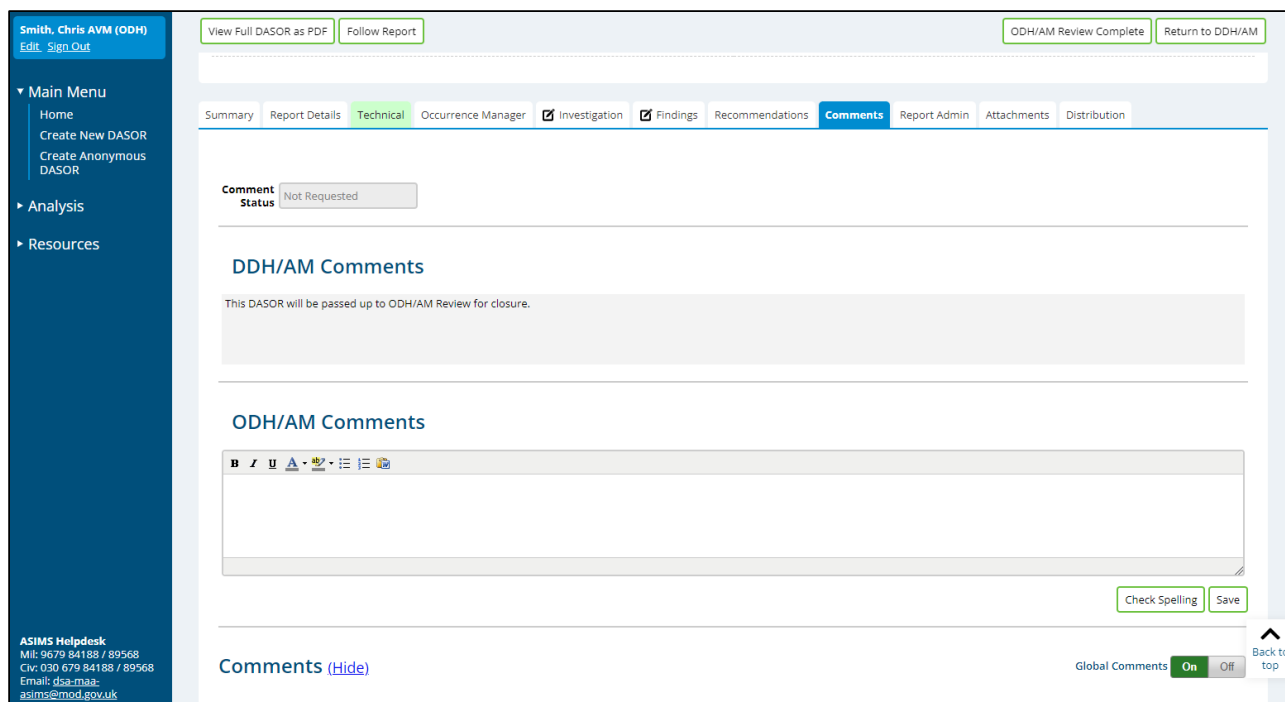 Smith, Chris AVM (ODH)
Edit Sign Out
Main Menu
Home
Create New DASOR
Create Anonymous
DASOR
Analysis
Resources
ASIMS Helpdesk
Mil: 9679 84188 / 89568
Civ: 030 679 84188 / 89568
Email: dsa-maa-
asims@mod.gov.uk
View Full DASOR as PDF Follow Report ODH/AM Review Complete Return to DDH/AM
Summary Report Details Technical Occurrence Manager Investigation Findings Recommendations Comments Report Admin Attachments Distribution
Comment
Status Not Requested
DDH/AM Comments
This DASOR will be passed up to ODH/AM Review for closure.
ODH/AM Comments
B I U A ab
Check Spelling Save
Comments (Hide) Global Comments On Off
Back to
top